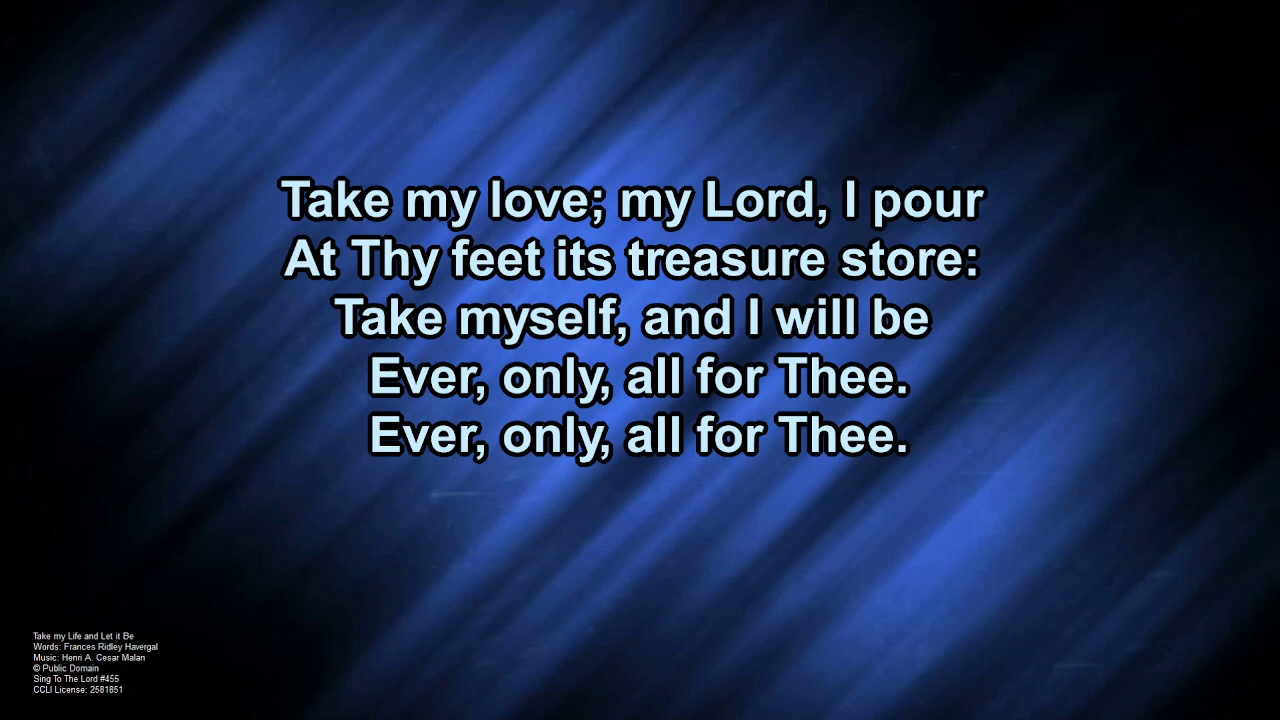 Take my love; my Lord, I pour
At Thy feet its treasure store:
Take myself, and I will be
Ever, only, all for Thee.
Ever, only, all for Thee.
Take my Life and Let it Be
Words: Frances Ridley Havergal
Music: Henri A. Cesar Malan
© Public Domain
Sing To The Lord #455
CCLI License: 2581851